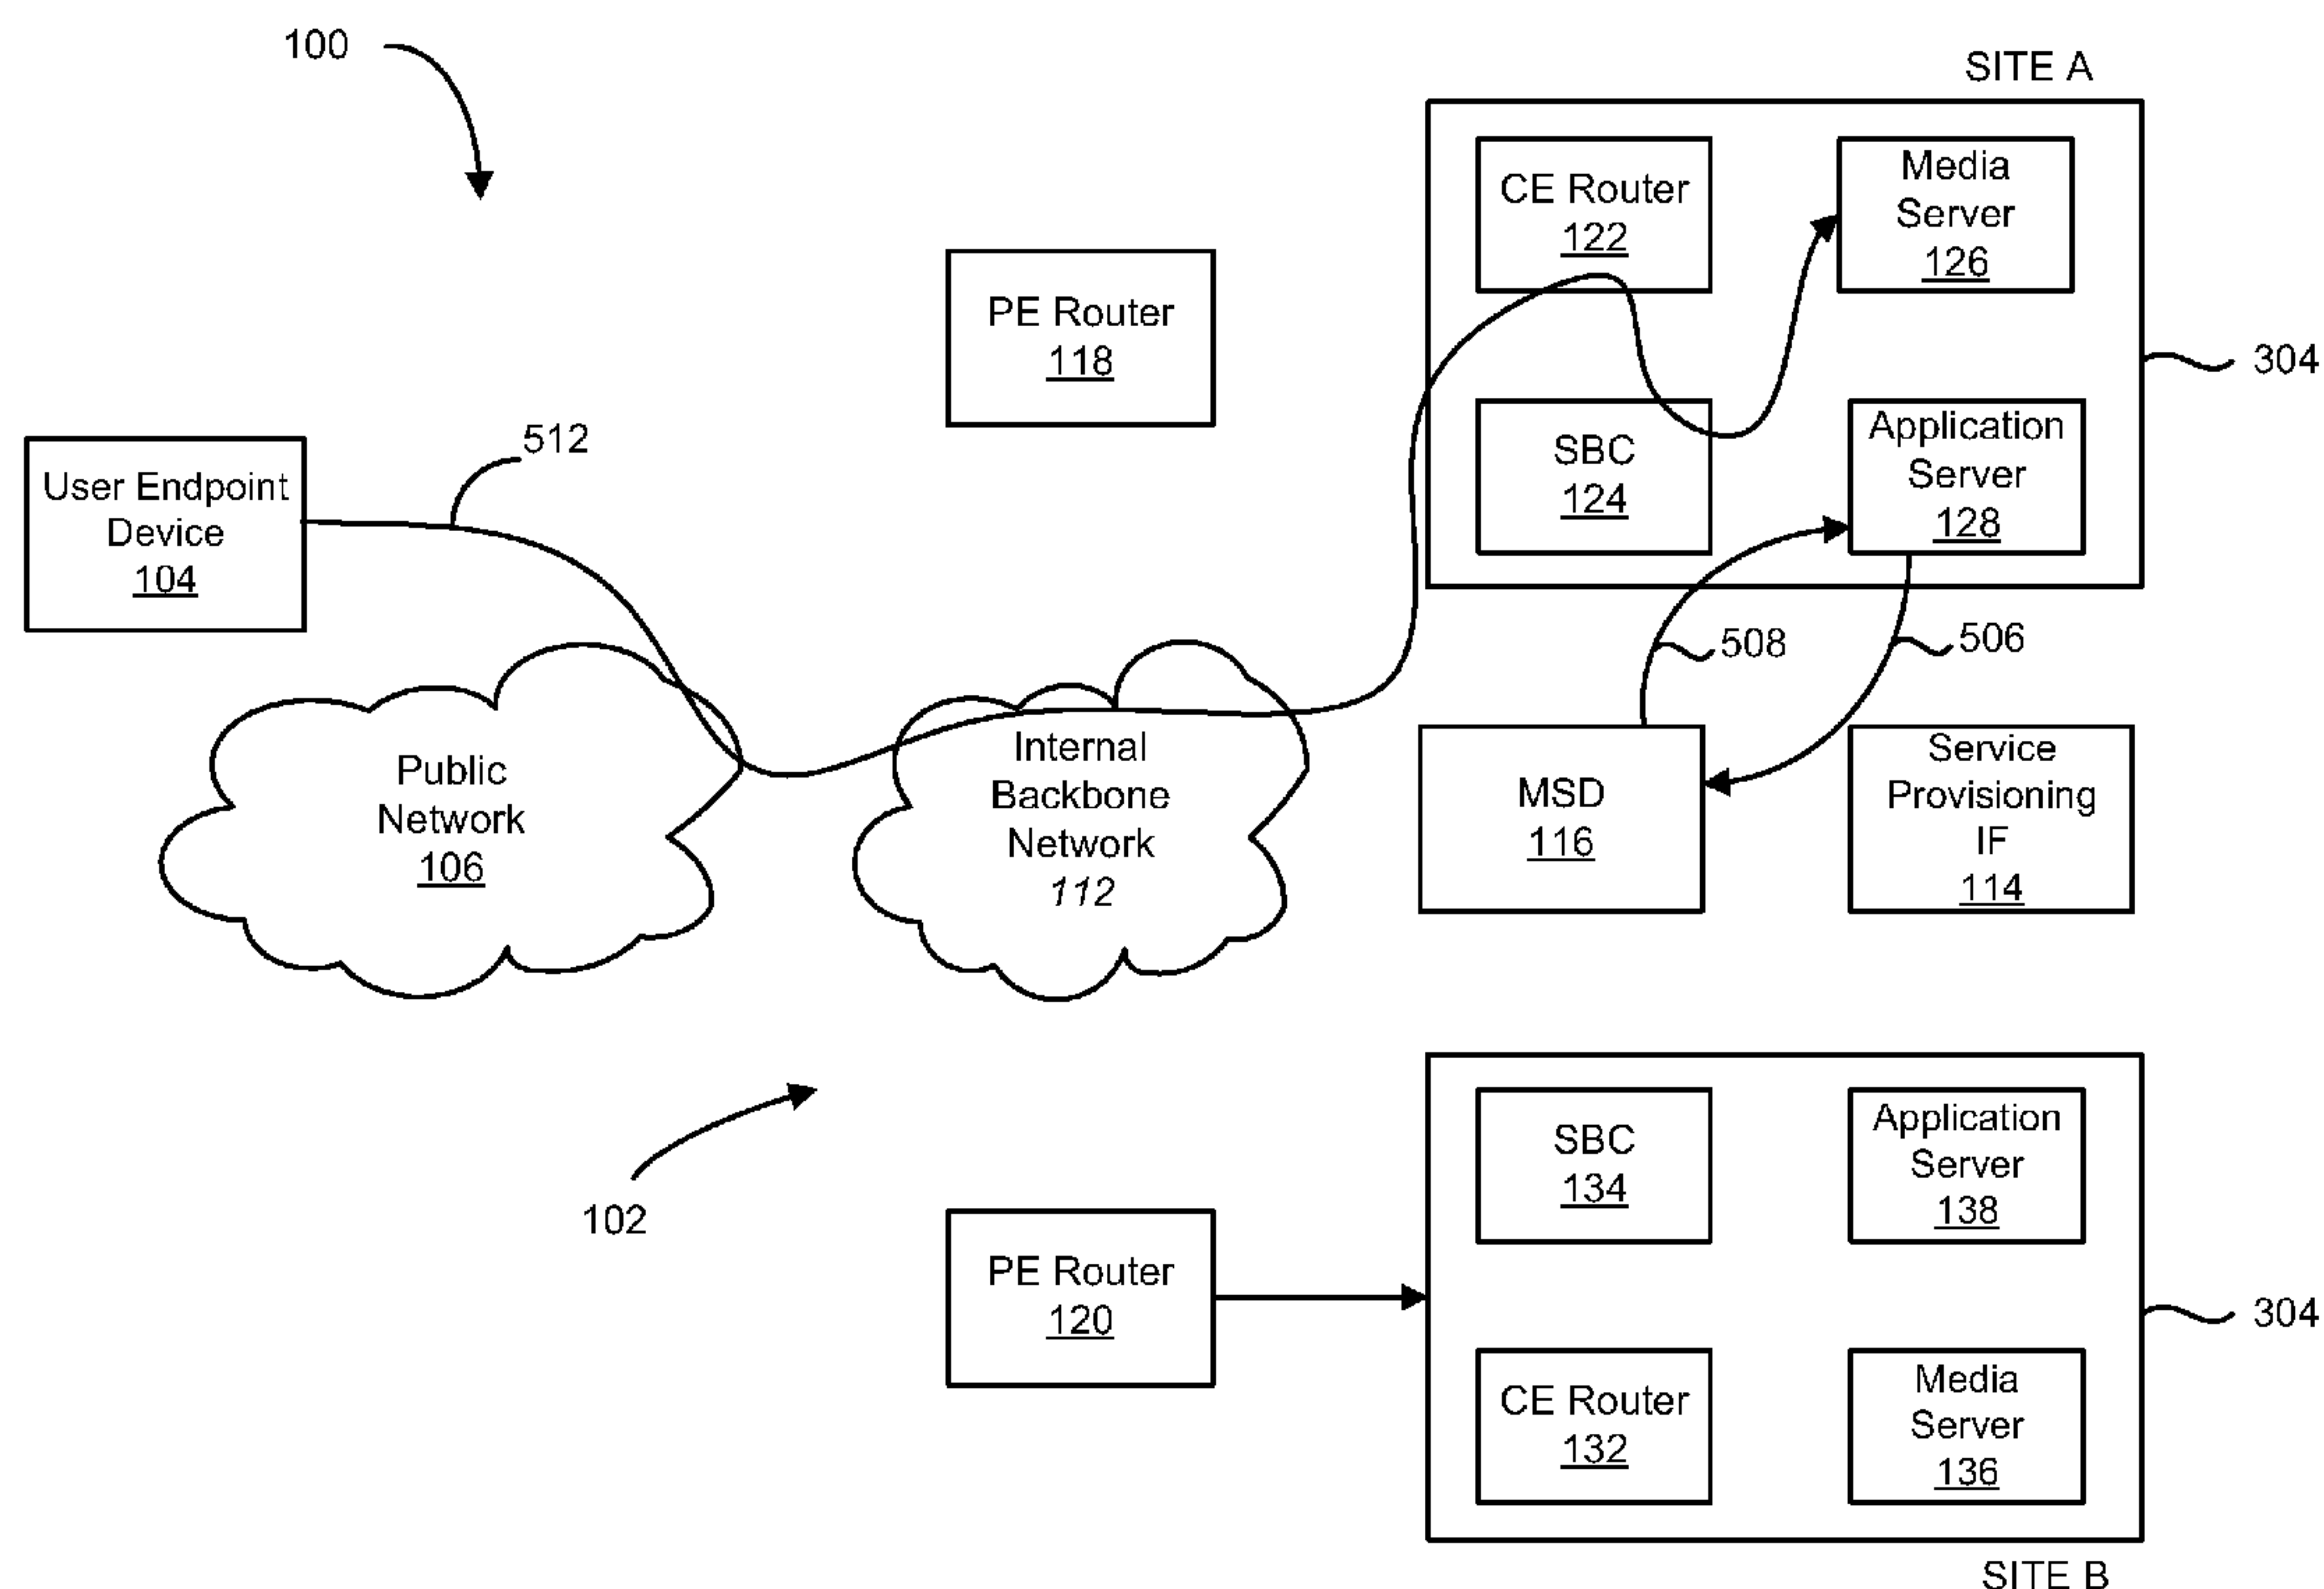 100
SITE A
CE Router
122
Media
Server
126
PE Router
118
304
512
User Endpoint
Device
104
SBC
124
Application
Server
128
508
506
Public
Network
106
Internal
Backbone
Network
112
MSD
116
Service
Provisioning
IF
114
102
PE Router
120
SBC
134
Application
Server
138
304
CE Router
132
Media
Server
136
SITE B